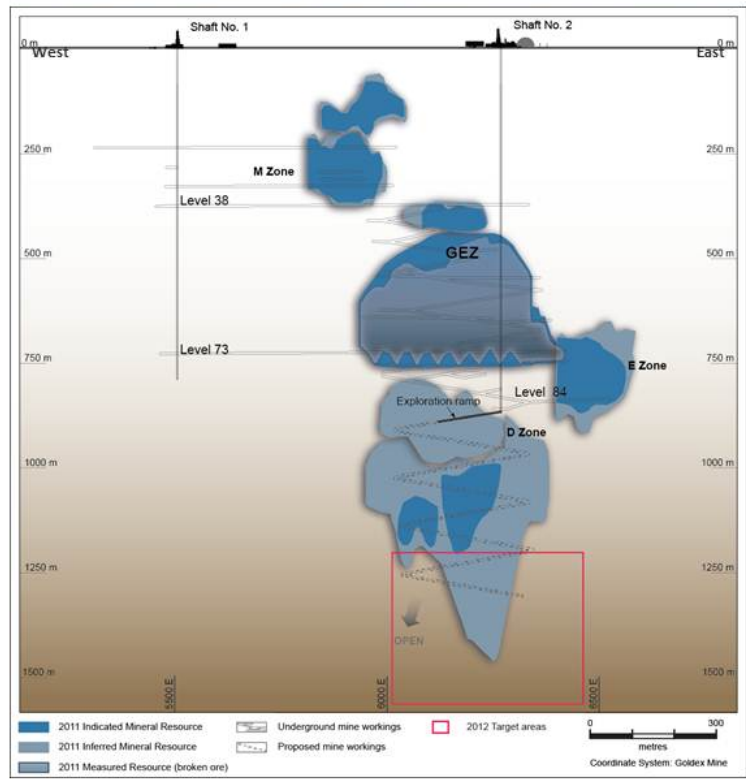 Shaft No. 1
Shaft No. 2
0 m
0 m
West
East
250 m
250 m
M Zone
Level 38
500 m
500 m
GEZ
Level 73
750 m
750 m
E Zone
Level 84
Exploration ramp
D Zone
1000 m
1000 m
1250 m
1250 m
OPEN
1500 m
1500 m
5500 E
6000 E
6500 E
2011 Indicated Mineral Resource
Underground mine workings
2012 Target areas
0
300
2011 Inferred Mineral Resource
Proposed mine workings
metres
2011 Measured Resource (broken ore)
Coordinate System: Goldex Mine